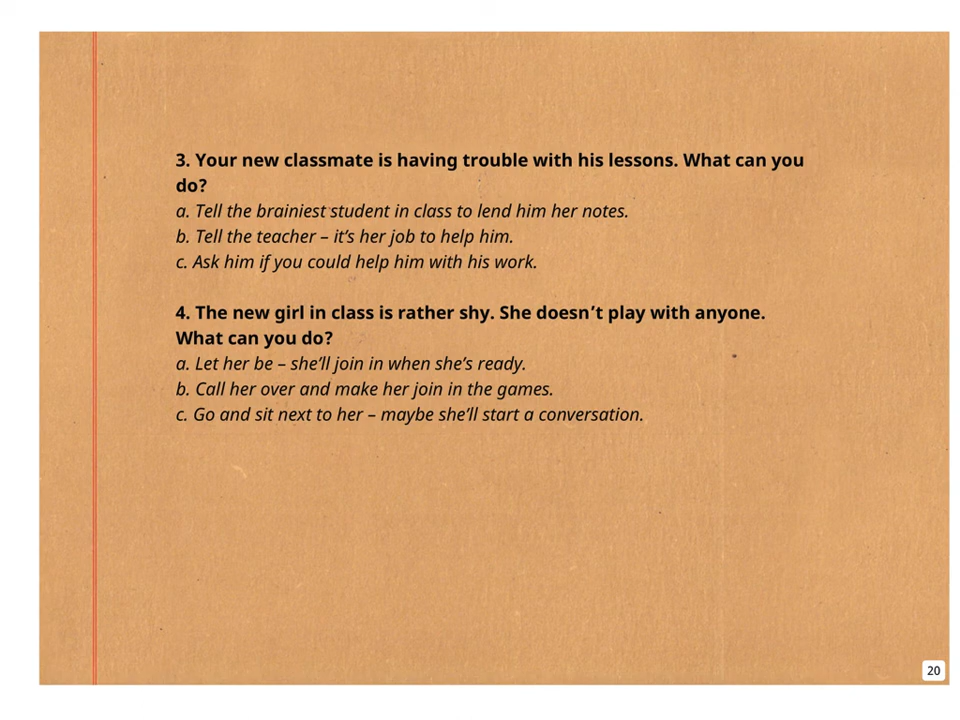 3. Your new classmate is having trouble with his lessons. What can you
do?
a. Tell the brainiest student in class to lend him her notes.
b. Tell the teacher – it’s her job to help him.
c. Ask him if you could help him with his work.
4. The new girl in class is rather shy. She doesn’t play with anyone.
What can you do?
a. Let her be – she’ll join in when she’s ready.
b. Call her over and make her join in the games.
c. Go and sit next to her – maybe she’ll start a conversation.
20